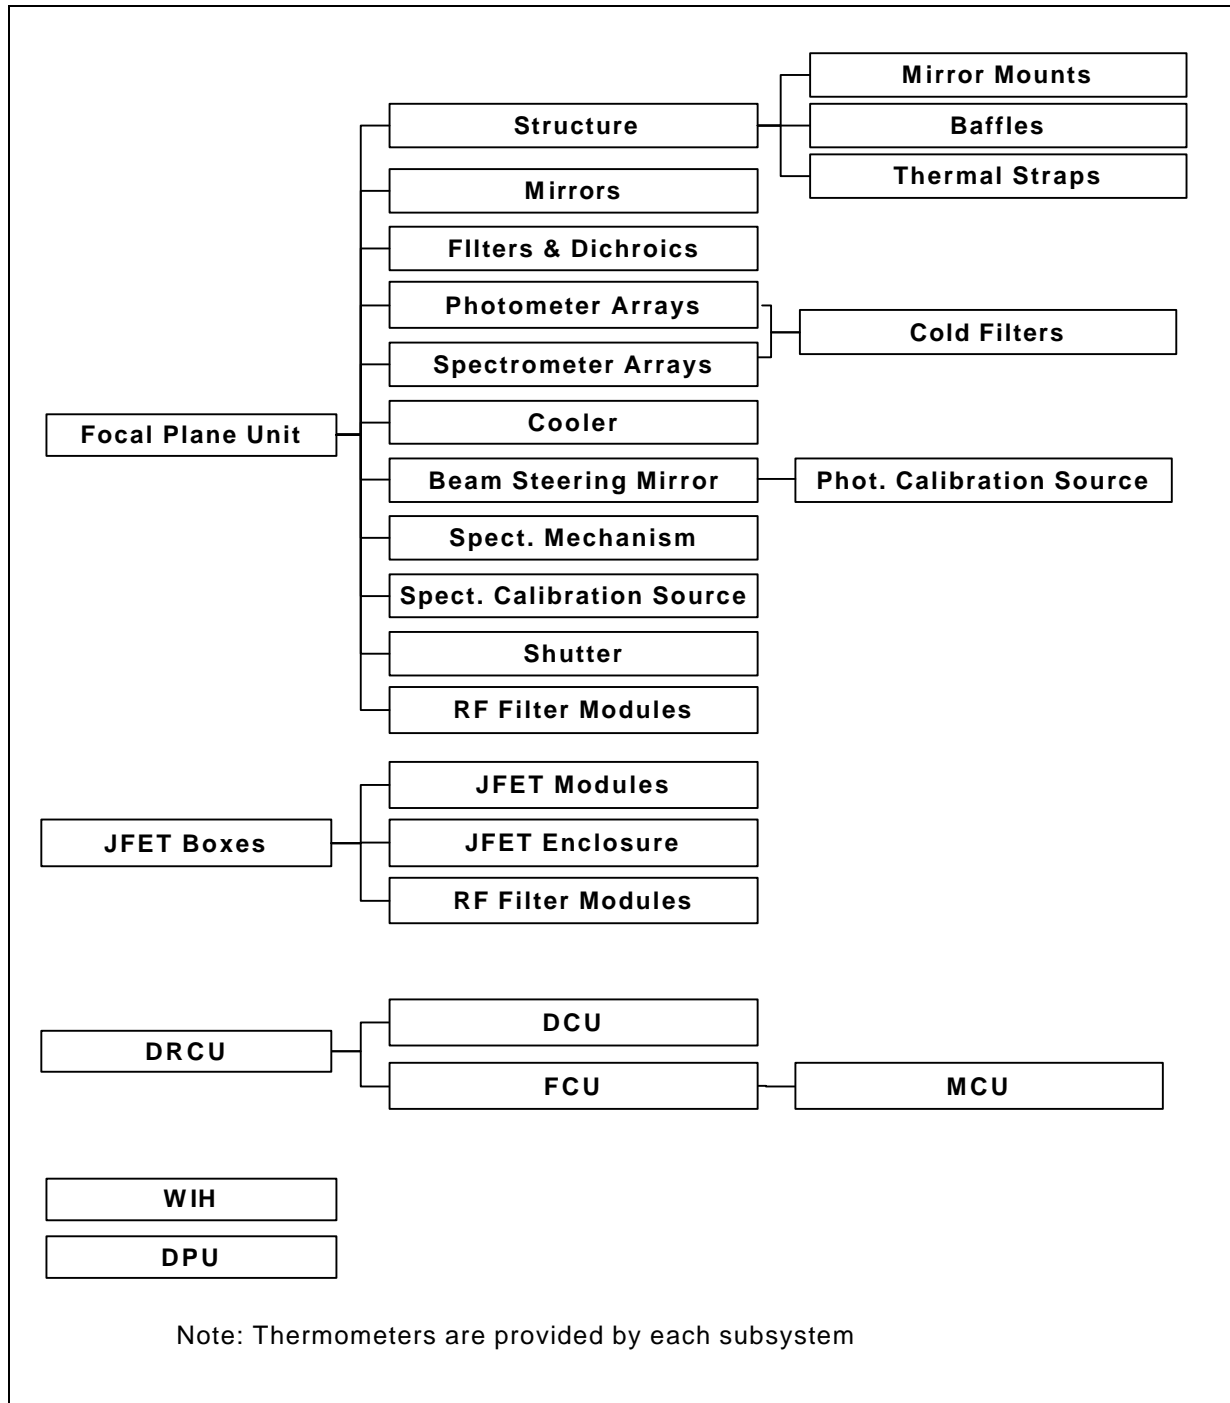 Mirror Mounts
Structure
Baffles
Thermal Straps
Mirrors
FIlters & Dichroics
Photometer Arrays
Cold Filters
Spectrometer Arrays
Focal Plane Unit
Cooler
Beam Steering Mirror
Phot. Calibration Source
Spect. Mechanism
Spect. Calibration Source
Shutter
RF Filter Modules
JFET Modules
JFET Boxes
JFET Enclosure
RF Filter Modules
DCU
DRCU
FCU
MCU
WIH
DPU
Note: Thermometers are provided by each subsystem